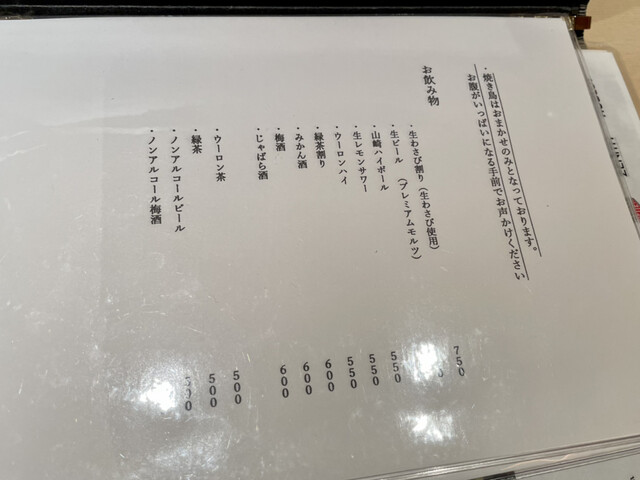 ・焼き鳥はおまかせのみとなっております。
お腹がいっぱいになる手前でお声かけください
お飲み物
・生わさび割り（生わさび使用） 750
・生ビール （プレミアムモルツ）
・山崎ハイボール
・生レモンサワー 550
・ウーロンハイ 550
・緑茶割り 550
・みかん酒 600
・梅酒 600
・じゃばら酒 600
・ウーロン茶 500
・緑茶 500
・ノンアルコールビール
・ノンアルコール梅酒